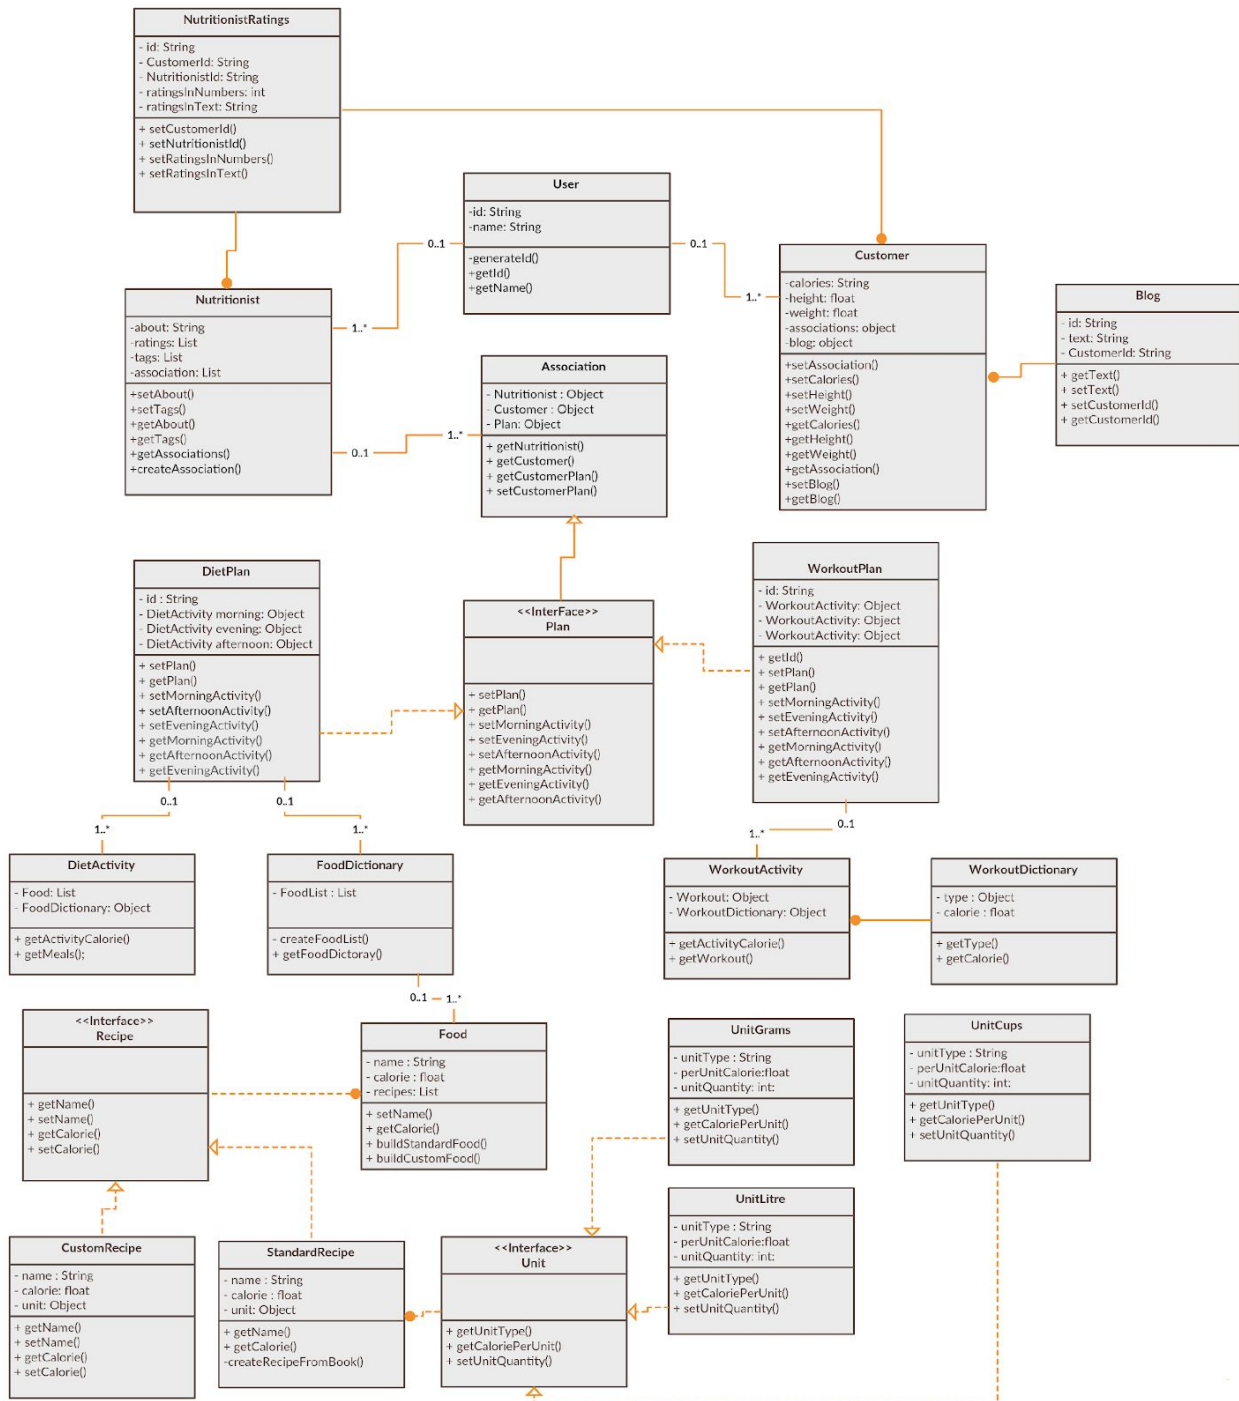 NutritionistRatings
- id: String
- CustomerId: String
- NutritionistId: String
- ratingsInNumbers: int
- ratingsInText: String
+ setCustomerId()
+ setNutritionistId()
+ setRatingsInNumbers()
+ setRatingsInText()
User
-id: String
-name: String
-generateId()
+getId()
+getName()
0..1
1..*
0..1
1..*
Nutritionist
-about: String
-ratings: List
-tags: List
-association: List
+setAbout()
+setTags()
+getAbout()
+getTags()
+getAssociations()
+createAssociation()
0..1
1..*
Association
- Nutritionist : Object
- Customer : Object
- Plan: Object
+ getNutritionist()
+ getCustomer()
+ getCustomerPlan()
+ setCustomerPlan()
Customer
-calories: String
-height: float
-weight: float
-associations: object
-blog: object
+setAssociation()
+setCalories()
+setHeight()
+setWeight()
+getCalories()
+getHeight()
+getWeight()
+getAssociation()
+setBlog()
+getBlog()
Blog
- id: String
- text: String
- CustomerId: String
+ getText()
+ setText()
+ setCustomerId()
+ getCustomerId()
DietPlan
- id : String
- DietActivity morning: Object
- DietActivity evening: Object
- DietActivity afternoon: Object
+ setPlan()
+ getPlan()
+ setMorningActivity()
+ setAfternoonActivity()
+ setEveningActivity()
+ getMorningActivity()
+ getAfternoonActivity()
+ getEveningActivity()
<<InterFace>>
Plan
+ setPlan()
+ getPlan()
+ setMorningActivity()
+ setEveningActivity()
+ setAfternoonActivity()
+ getMorningActivity()
+ getEveningActivity()
+ getAfternoonActivity()
WorkoutPlan
- id: String
- WorkoutActivity: Object
- WorkoutActivity: Object
- WorkoutActivity: Object
+ getId()
+ setPlan()
+ getPlan()
+ setMorningActivity()
+ setEveningActivity()
+ setAfternoonActivity()
+ getMorningActivity()
+ getAfternoonActivity()
+ getEveningActivity()
0..1
1..*
0..1
1..*
0..1
1..*
DietActivity
- Food: List
- FoodDictionary: Object
+ getActivityCalorie()
+ getMeals();
FoodDictionary
- FoodList : List
- createFoodList()
+ getFoodDictoray()
WorkoutActivity
- Workout: Object
- WorkoutDictionary: Object
+ getActivityCalorie()
+ getWorkout()
WorkoutDictionary
- type : Object
- calorie : float
+ getType()
+ getCalorie()
0..1
1..*
<<Interface>>
Recipe
+ getName()
+ setName()
+ getCalorie()
+ setCalorie()
Food
- name : String
- calorie : float
- recipes: List
+ setName()
+ getCalorie()
+ buildStandardFood()
+ buildCustomFood()
UnitGrams
- unitType : String
- perUnitCalorie:float
- unitQuantity: int:
+ getUnitType()
+ getCaloriePerUnit()
+ setUnitQuantity()
UnitCups
- unitType : String
- perUnitCalorie:float
- unitQuantity: int:
+ getUnitType()
+ getCaloriePerUnit()
+ setUnitQuantity()
CustomRecipe
- name : String
- calorie: float
- unit: Object
+ getName()
+ setName()
+ getCalorie()
+ setCalorie()
StandardRecipe
- name : String
- calorie : float
- unit: Object
+ getName()
+ getCalorie()
-createRecipeFromBook()
<<Interface>>
Unit
+ getUnitType()
+ getCaloriePerUnit()
+ setUnitQuantity()
UnitLitre
- unitType : String
- perUnitCalorie:float
- unitQuantity: int:
+ getUnitType()
+ getCaloriePerUnit()
+ setUnitQuantity()